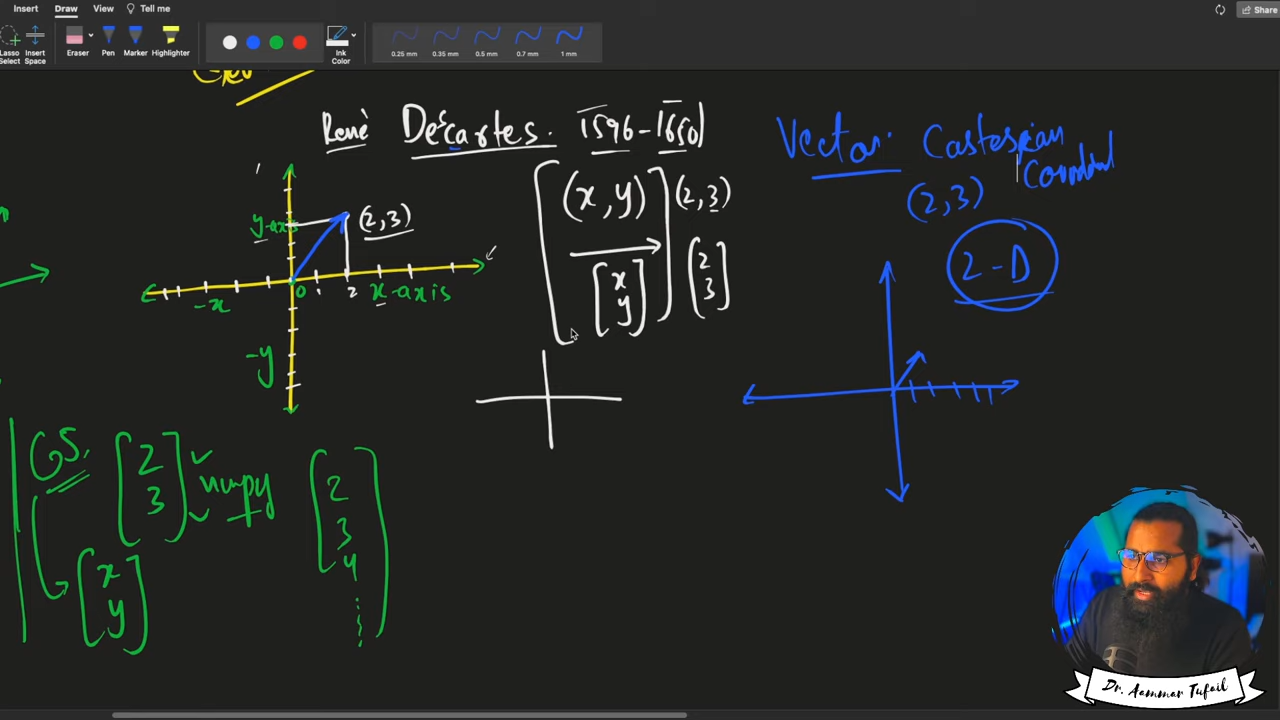 Insert Draw View Tell me
Share
Lasso Select
Insert Space
Eraser
Pen
Marker
Highlighter
Ink Color
0.25 mm
0.35 mm
0.5 mm
0.7 mm
1 mm
Renè Descartes. 1596-1650
Vector. Cartesian
(x, y) (2,3)
(2,3)
y-axis
(2,3)
2-D
[x y]
[2 3]
0 1 2 x-axis
-x
-y
CS. [2 3] numpy [2 3 4 ⋮]
[x y]
Dr. Aammar Tufail